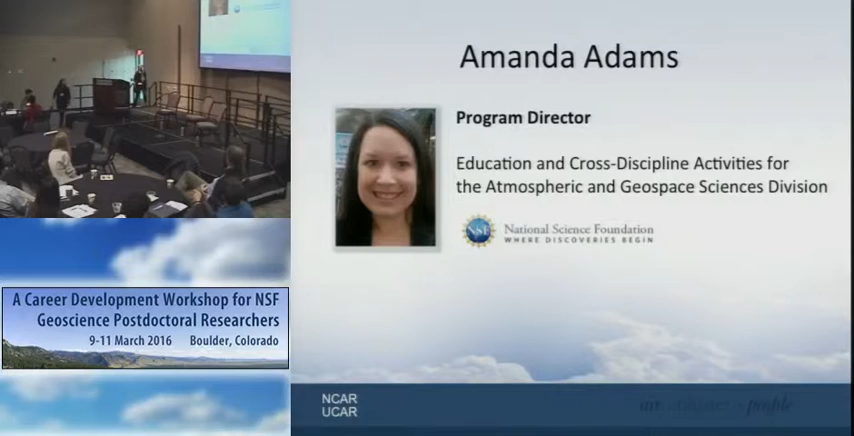 Amanda Adams
Program Director
Education and Cross-Discipline Activities for
the Atmospheric and Geospace Sciences Division
NSF
National Science Foundation
WHERE DISCOVERIES BEGIN
A Career Development Workshop for NSF
Geoscience Postdoctoral Researchers
9-11 March 2016 Boulder, Colorado
NCAR
UCAR